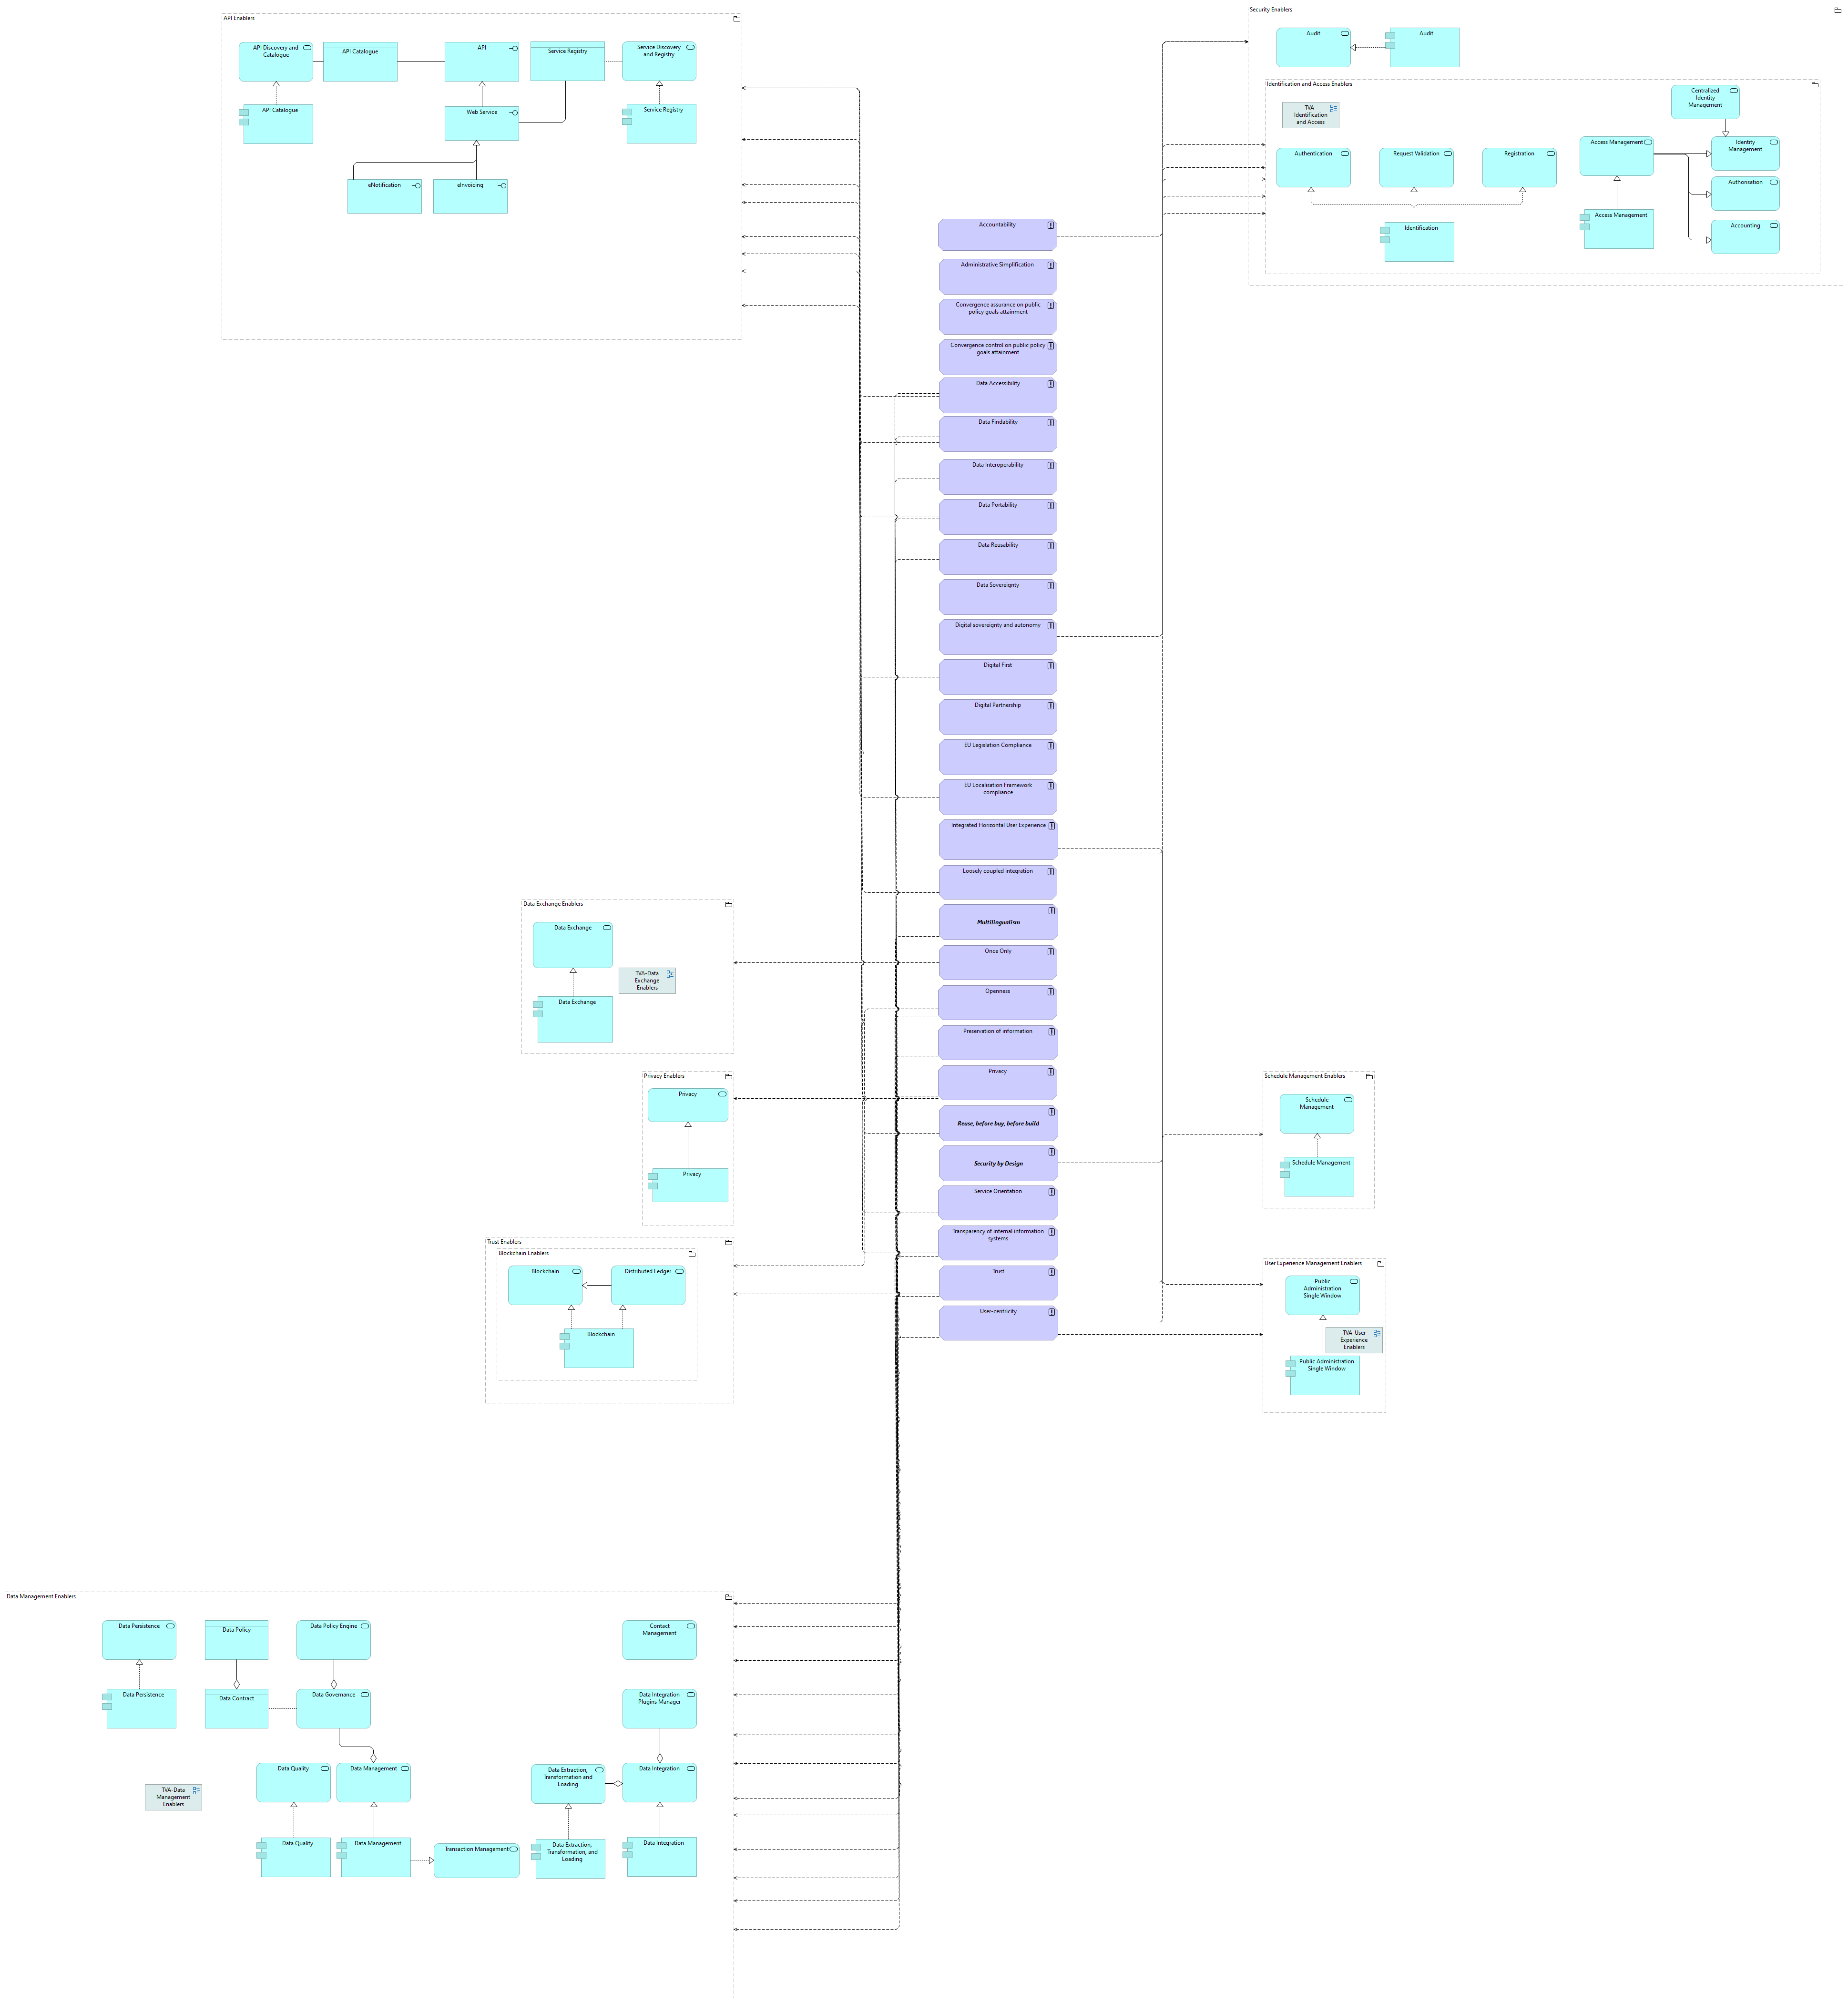 API Enablers
API Discovery and
Catalogue
API Catalogue
API
Service Registry
Service Discovery
and Registry
API Catalogue
Web Service
Service Registry
eNotification
eInvoicing
Security Enablers
Audit
Audit
Identification and Access Enablers
TVA-
Identification
and Access
Centralized
Identity
Management
Authentication
Request Validation
Registration
Access Management
Identity
Management
Authorisation
Identification
Access Management
Accounting
Accountability
Administrative Simplification
Convergence assurance on public
policy goals attainment
Convergence control on public policy
goals attainment
Data Accessibility
Data Findability
Data Interoperability
Data Portability
Data Reusability
Data Sovereignty
Digital sovereignty and autonomy
Digital First
Digital Partnership
EU Legislation Compliance
EU Localisation Framework
compliance
Integrated Horizontal User Experience
Loosely coupled integration
Multilingualism
Once Only
Openness
Preservation of information
Privacy
Reuse, before buy, before build
Security by Design
Service Orientation
Transparency of internal information
systems
Trust
User-centricity
Data Exchange Enablers
Data Exchange
TVA-Data
Exchange
Enablers
Data Exchange
Privacy Enablers
Privacy
Privacy
Trust Enablers
Blockchain Enablers
Blockchain
Distributed Ledger
Blockchain
Schedule Management Enablers
Schedule
Management
Schedule Management
User Experience Management Enablers
Public
Administration
Single Window
TVA-User
Experience
Enablers
Public Administration
Single Window
Data Management Enablers
Data Persistence
Data Policy
Data Policy Engine
Contact
Management
Data Persistence
Data Contract
Data Governance
Data Integration
Plugins Manager
TVA-Data
Management
Enablers
Data Quality
Data Management
Data Extraction,
Transformation and
Loading
Data Integration
Data Quality
Data Management
Transaction Management
Data Extraction,
Transformation, and
Loading
Data Integration